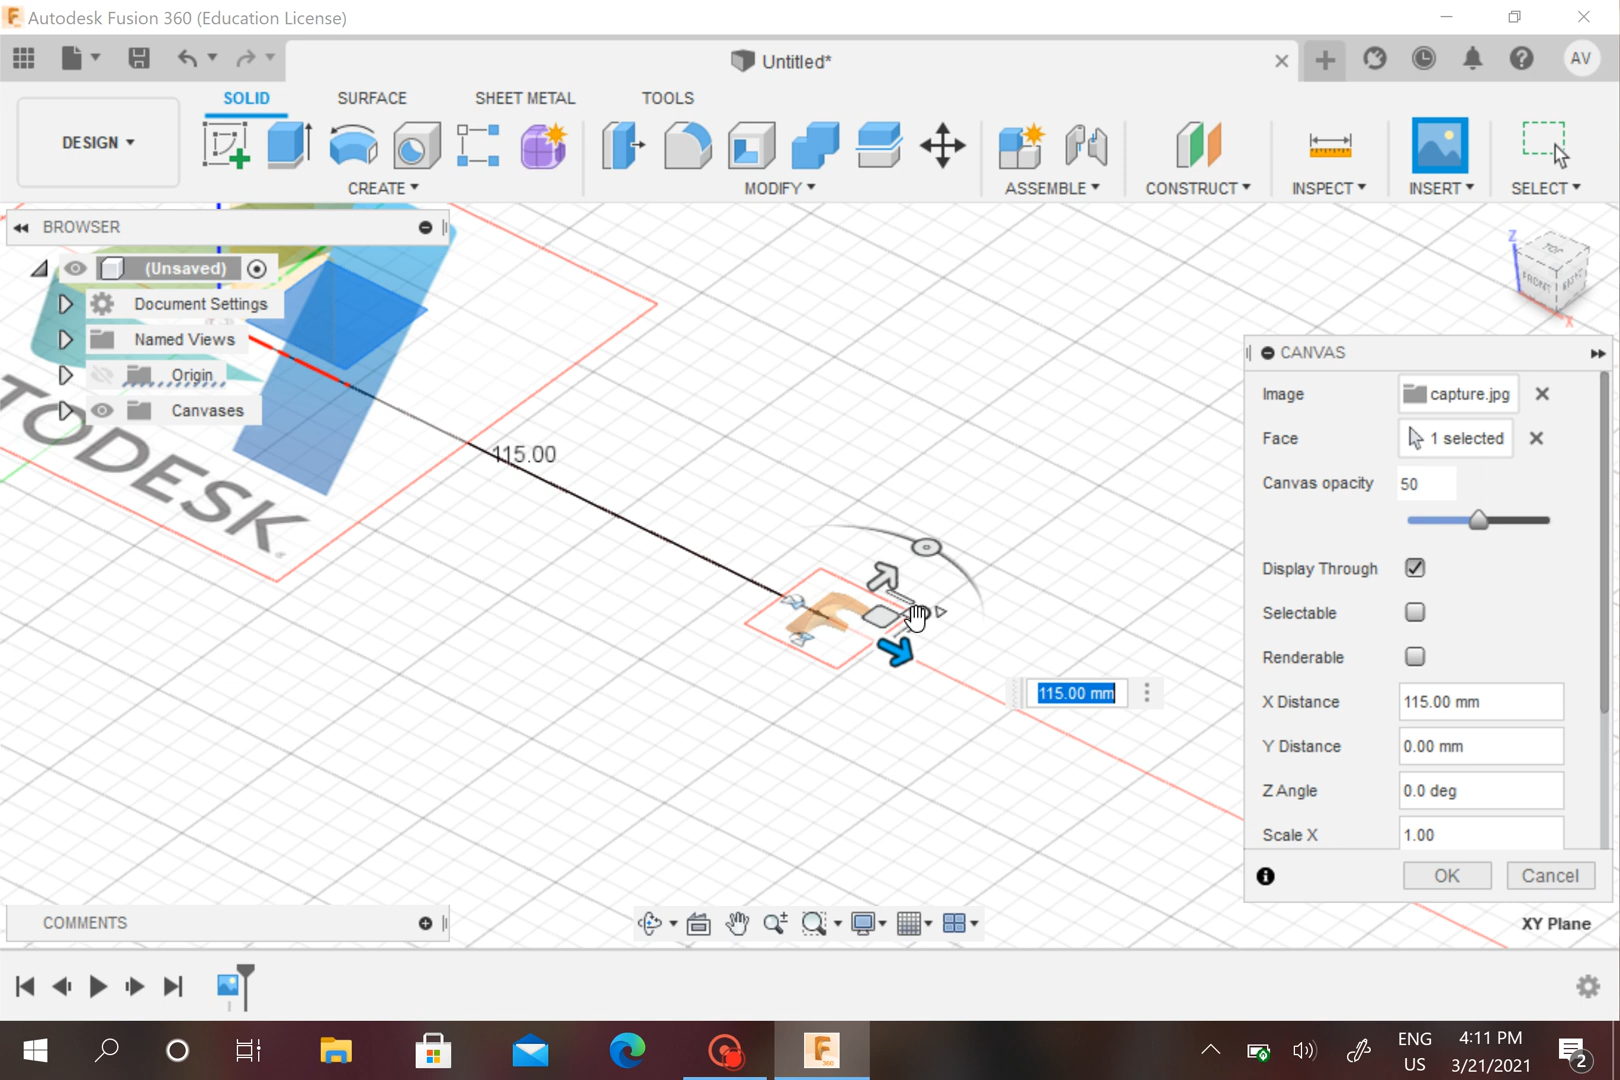 Autodesk Fusion 360 (Education License)
Untitled*
AV
SOLID SURFACE SHEET METAL TOOLS
DESIGN
CREATE MODIFY ASSEMBLE CONSTRUCT INSPECT INSERT SELECT
BROWSER
(Unsaved)
Document Settings
Named Views
Origin
Canvases
TODESK
115.00
115.00 mm
Z
TOP
FRONT
RIGHT
X
CANVAS
Image capture.jpg
Face 1 selected
Canvas opacity 50
Display Through
Selectable
Renderable
X Distance 115.00 mm
Y Distance 0.00 mm
Z Angle 0.0 deg
Scale X 1.00
OK Cancel
COMMENTS
XY Plane
ENG
US
4:11 PM
3/21/2021
2